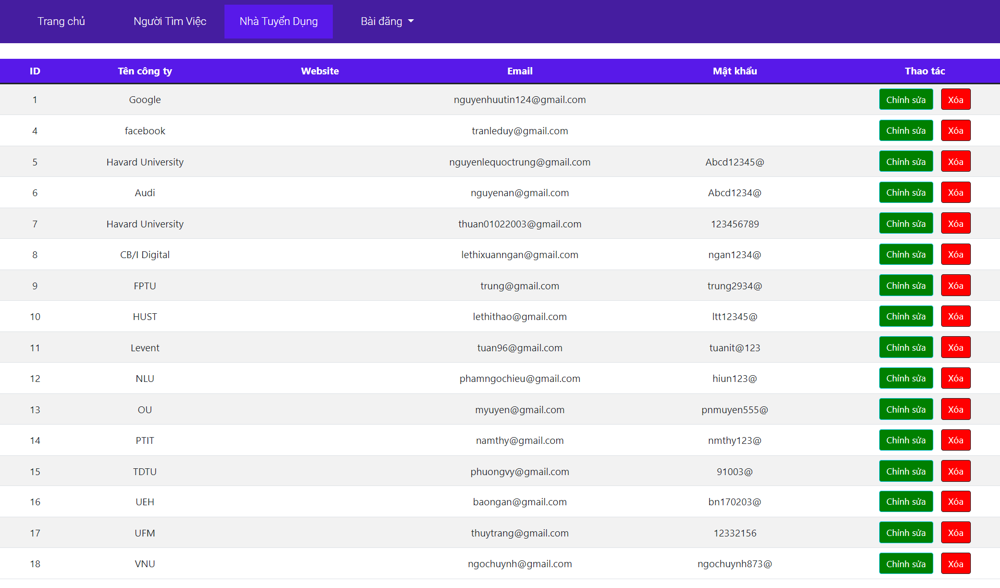 Trang chủ Người Tìm Việc Nhà Tuyển Dụng Bài đăng
ID Tên công ty Website Email Mật khẩu Thao tác
1 Google nguyenhuutin124@gmail.com Chỉnh sửa Xóa
4 facebook tranleduy@gmail.com Chỉnh sửa Xóa
5 Havard University nguyenlequoctrung@gmail.com Abcd12345@ Chỉnh sửa Xóa
6 Audi nguyenan@gmail.com Abcd1234@ Chỉnh sửa Xóa
7 Havard University thuan01022003@gmail.com 123456789 Chỉnh sửa Xóa
8 CB/I Digital lethixuanngan@gmail.com ngan1234@ Chỉnh sửa Xóa
9 FPTU trung@gmail.com trung2934@ Chỉnh sửa Xóa
10 HUST lethithao@gmail.com ltt12345@ Chỉnh sửa Xóa
11 Levent tuan96@gmail.com tuanit@123 Chỉnh sửa Xóa
12 NLU phamngochieu@gmail.com hiun123@ Chỉnh sửa Xóa
13 OU myuyen@gmail.com pnmuyen555@ Chỉnh sửa Xóa
14 PTIT namthy@gmail.com nmthy123@ Chỉnh sửa Xóa
15 TDTU phuongvy@gmail.com 91003@ Chỉnh sửa Xóa
16 UEH baongan@gmail.com bn170203@ Chỉnh sửa Xóa
17 UFM thuytrang@gmail.com 12332156 Chỉnh sửa Xóa
18 VNU ngochuynh@gmail.com ngochuynh873@ Chỉnh sửa Xóa